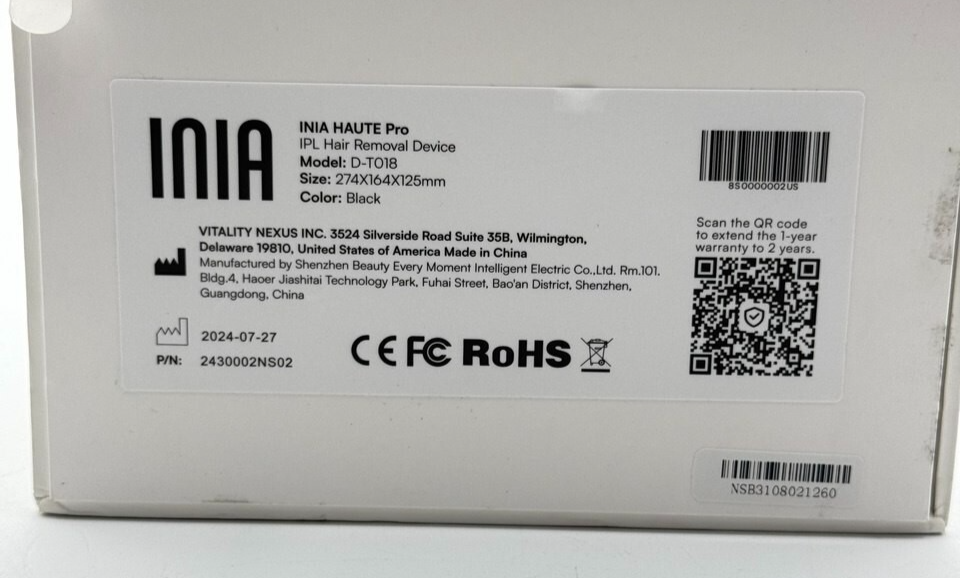 INIA
INIA HAUTE Pro
IPL Hair Removal Device
Model: D-T018
Size: 274X164X125mm
Color: Black
VITALITY NEXUS INC. 3524 Silverside Road Suite 35B, Wilmington,
Delaware 19810, United States of America Made in China
Manufactured by Shenzhen Beauty Every Moment Intelligent Electric Co.,Ltd. Rm.101.
Bldg.4, Haoer Jiashitai Technology Park, Fuhai Street, Bao'an District, Shenzhen,
Guangdong, China
2024-07-27
P/N: 2430002NS02
CE FC RoHS
850000002US
Scan the QR code
to extend the 1-year
warranty to 2 years.
NSB3108021260